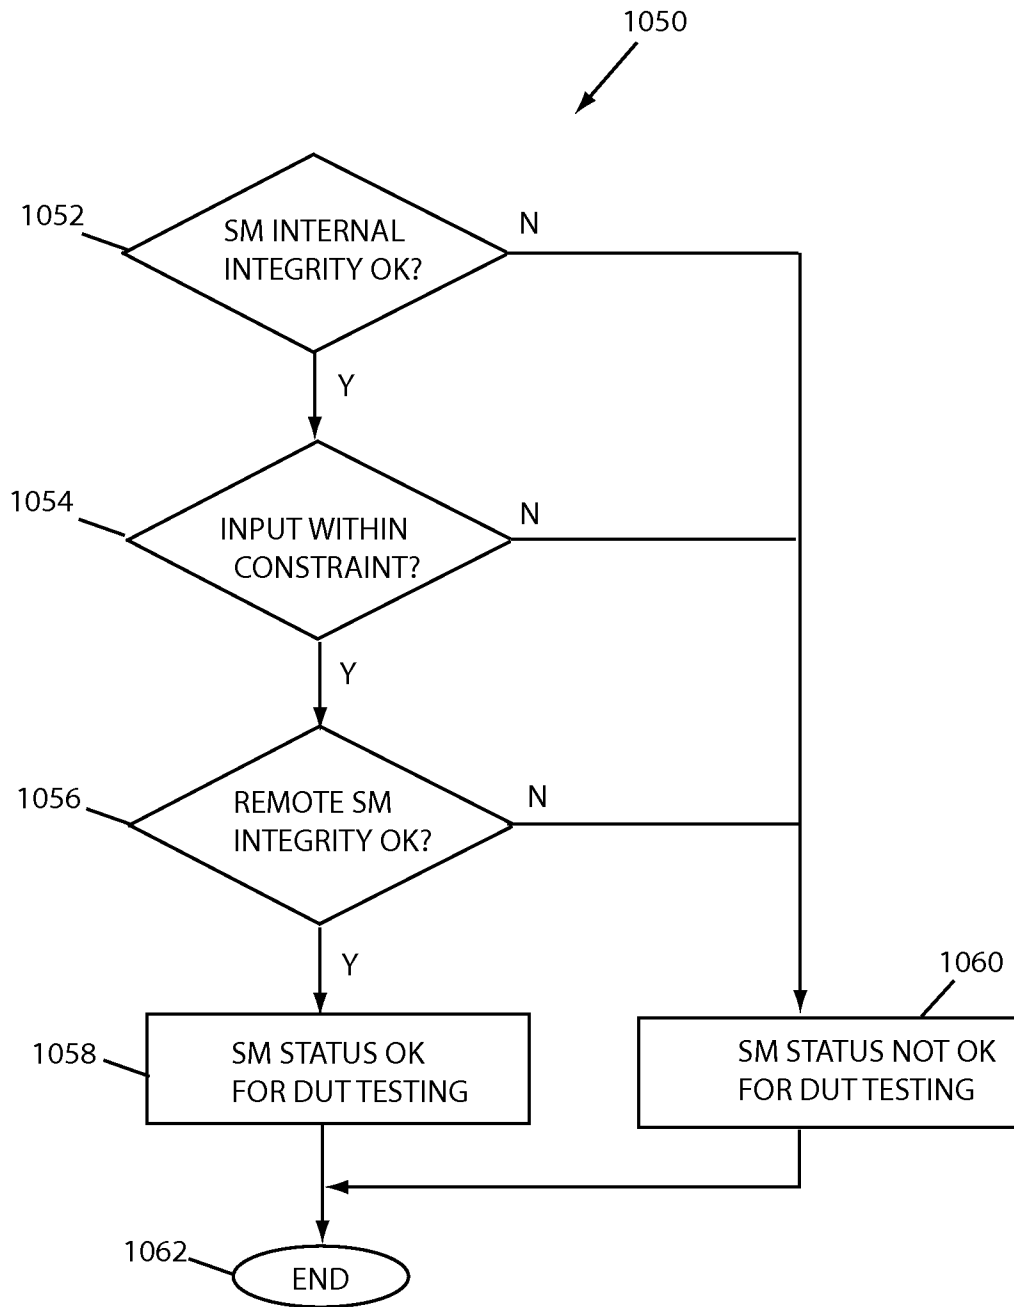 1050
1052
SM INTERNAL
INTEGRITY OK?
N
Y
1054
INPUT WITHIN
CONSTRAINT?
N
Y
1056
REMOTE SM
INTEGRITY OK?
N
Y
1058
SM STATUS OK
FOR DUT TESTING
1060
SM STATUS NOT OK
FOR DUT TESTING
1062
END